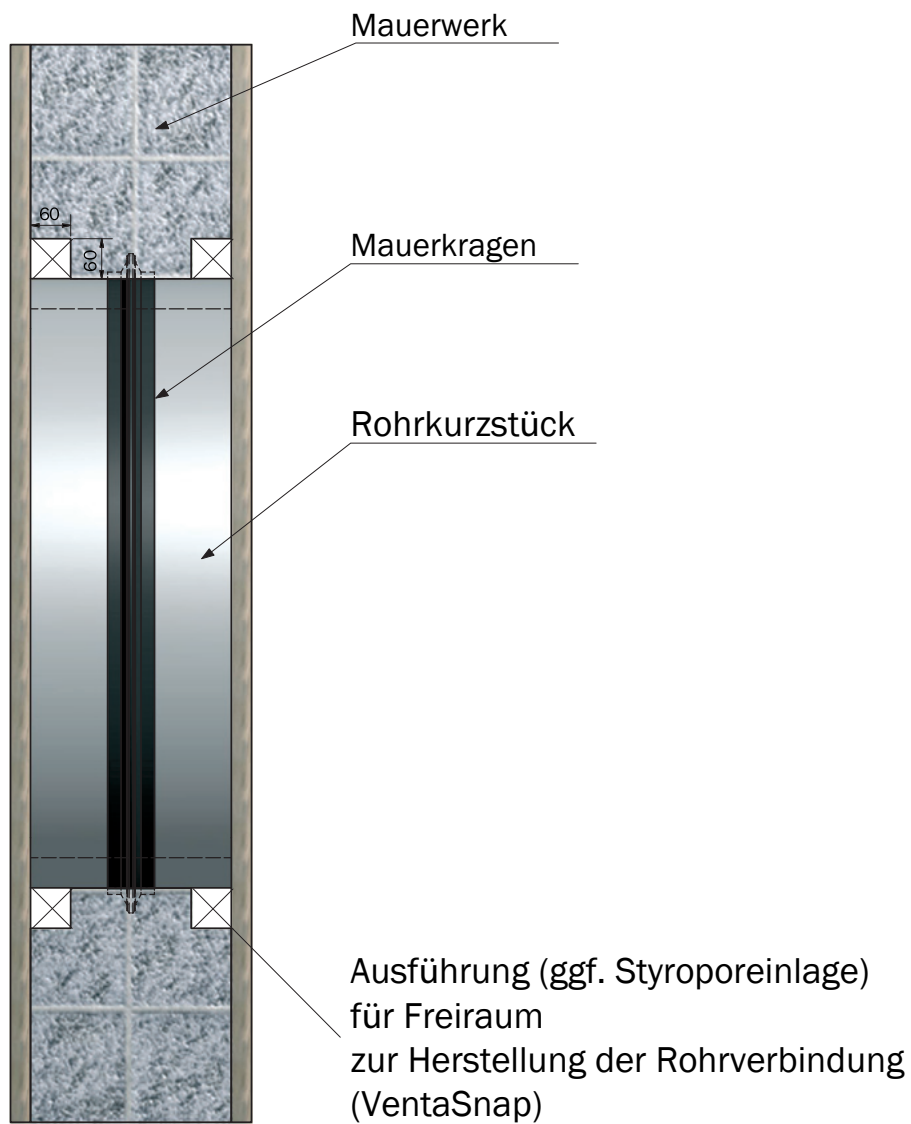 Mauerwerk
60
60
Mauerkragen
Rohrkurzstück
Ausführung (ggf. Styroporeinlage)
für Freiraum
zur Herstellung der Rohrverbindung
(VentaSnap)